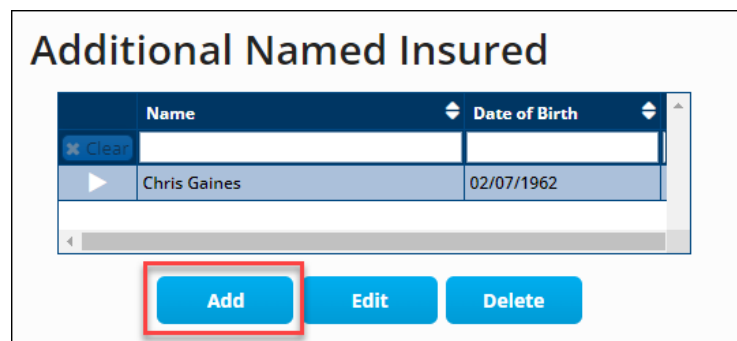 Additional Named Insured
Name Date of Birth
✖ Clear
Chris Gaines 02/07/1962
Add Edit Delete